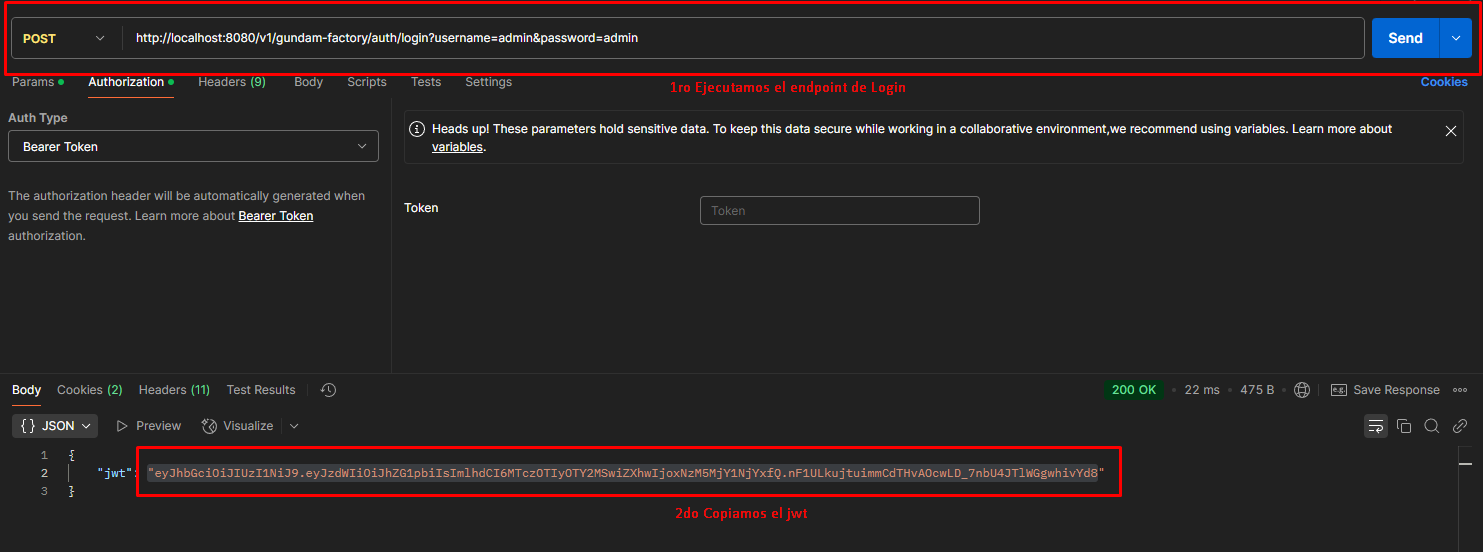 POST
http://localhost:8080/v1/gundam-factory/auth/login?username=admin&password=admin
Send
Params
Authorization
Headers (9)
Body
Scripts
Tests
Settings
1ro Ejecutamos el endpoint de Login
Cookies
Auth Type
Bearer Token
The authorization header will be automatically generated when
you send the request. Learn more about Bearer Token
authorization.
Heads up! These parameters hold sensitive data. To keep this data secure while working in a collaborative environment,we recommend using variables. Learn more about
variables.
Token
Token
Body
Cookies (2)
Headers (11)
Test Results
200 OK
22 ms
475 B
e.g.
Save Response
{} JSON
Preview
Visualize
1 {
2 "jwt": "eyJhbGciOiJIUzI1NiJ9.eyJzdWIiOiJhZG1pbiIsImlhdCI6MTczOTIyOTY2MSwiZXhwIjoxNzM5MjY1NjYxfQ.nF1ULkujtuimmCdTHvAOcwLD_7nbU4JTlWGgwhivYd8"
3 }
2do Copiamos el jwt